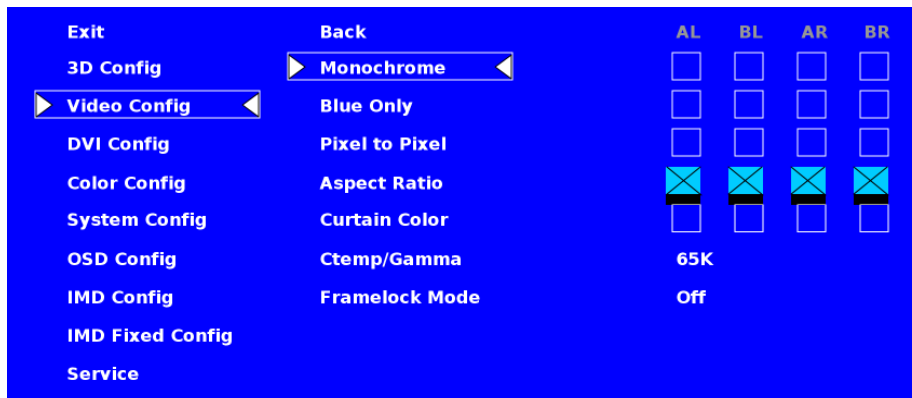 Exit Back AL BL AR BR
3D Config Monochrome
Video Config Blue Only
DVI Config Pixel to Pixel
Color Config Aspect Ratio
System Config Curtain Color
OSD Config Ctemp/Gamma 65K
IMD Config Framelock Mode Off
IMD Fixed Config
Service